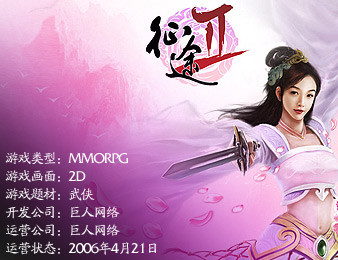 征途Ⅱ
游戏类型：MMORPG
游戏画面：2D
游戏题材：武侠
开发公司：巨人网络
运营公司：巨人网络
运营状态：2006年4月21日